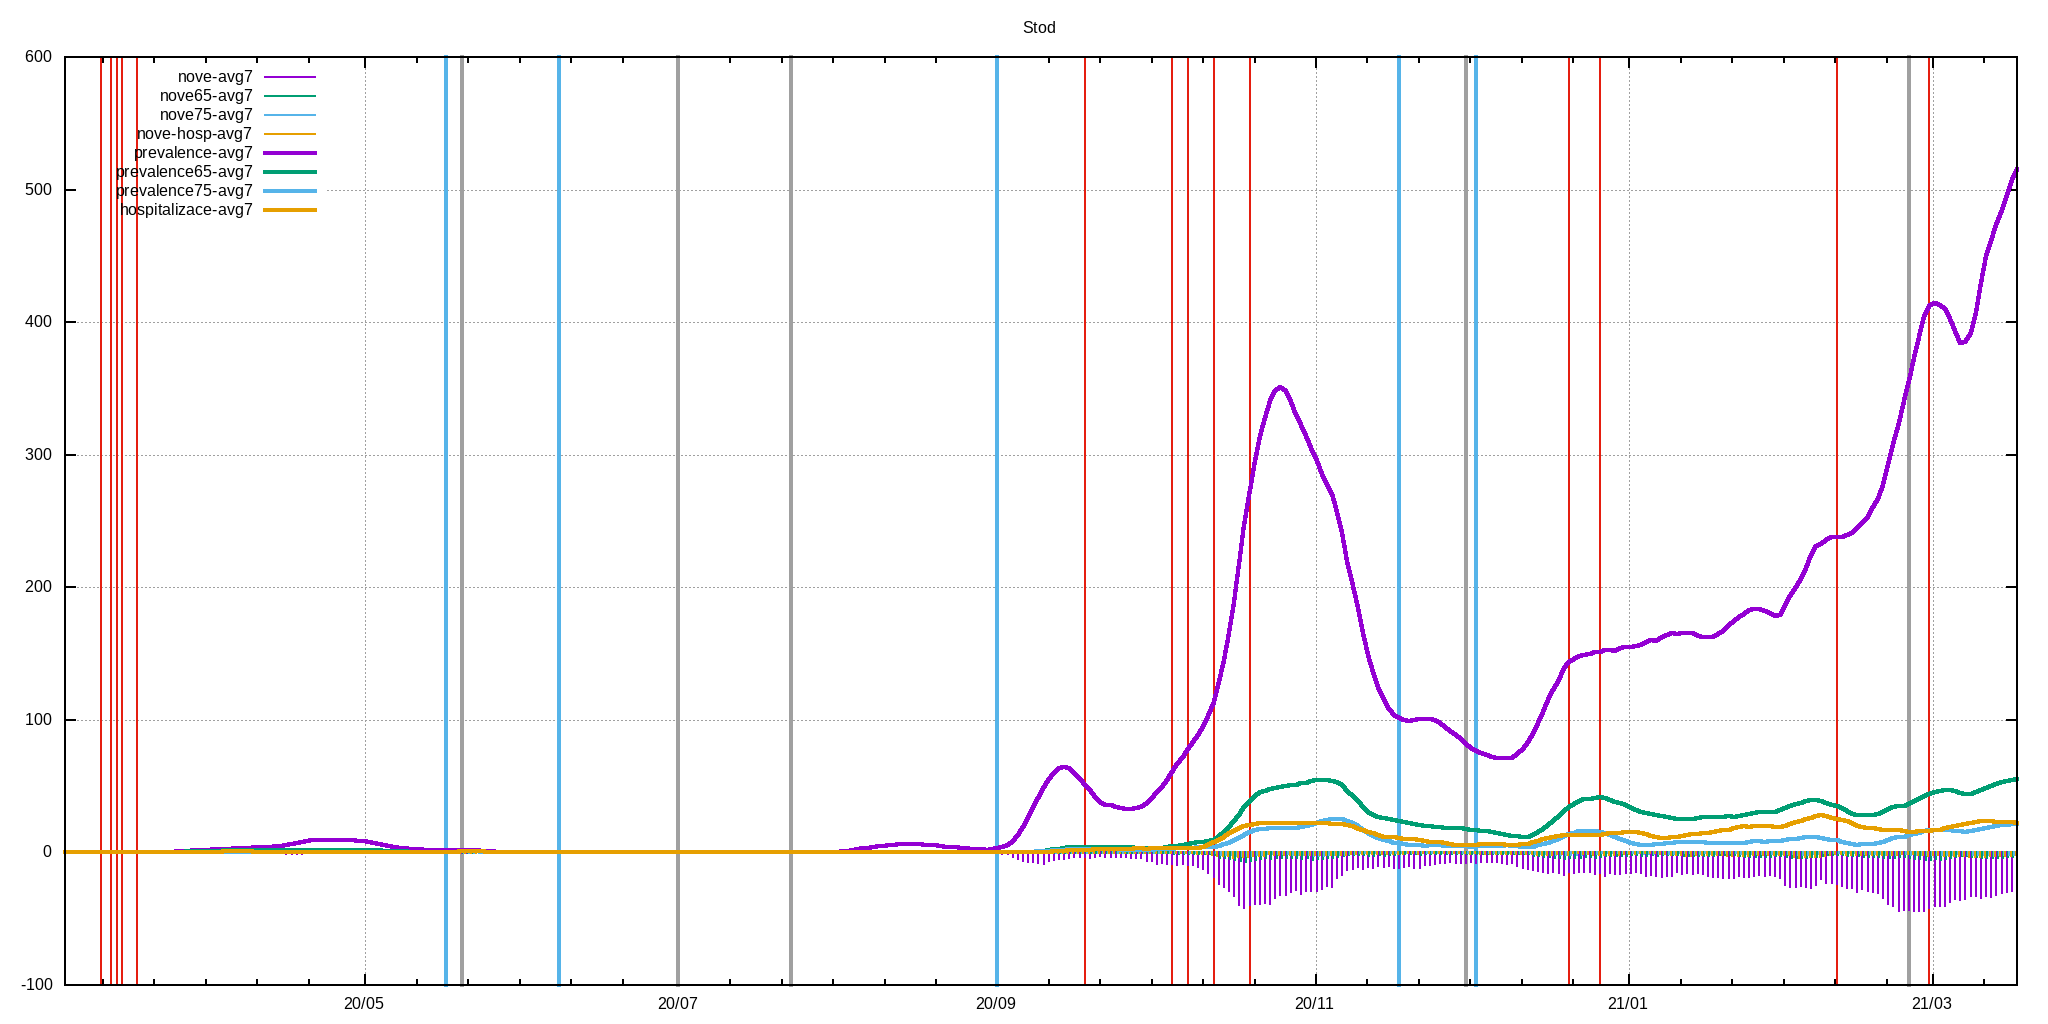 Stod
600
500
400
300
200
100
0
-100
nove-avg7
nove65-avg7
nove75-avg7
nove-hosp-avg7
prevalence-avg7
prevalence65-avg7
prevalence75-avg7
hospitalizace-avg7
20/05 20/07 20/09 20/11 21/01 21/03